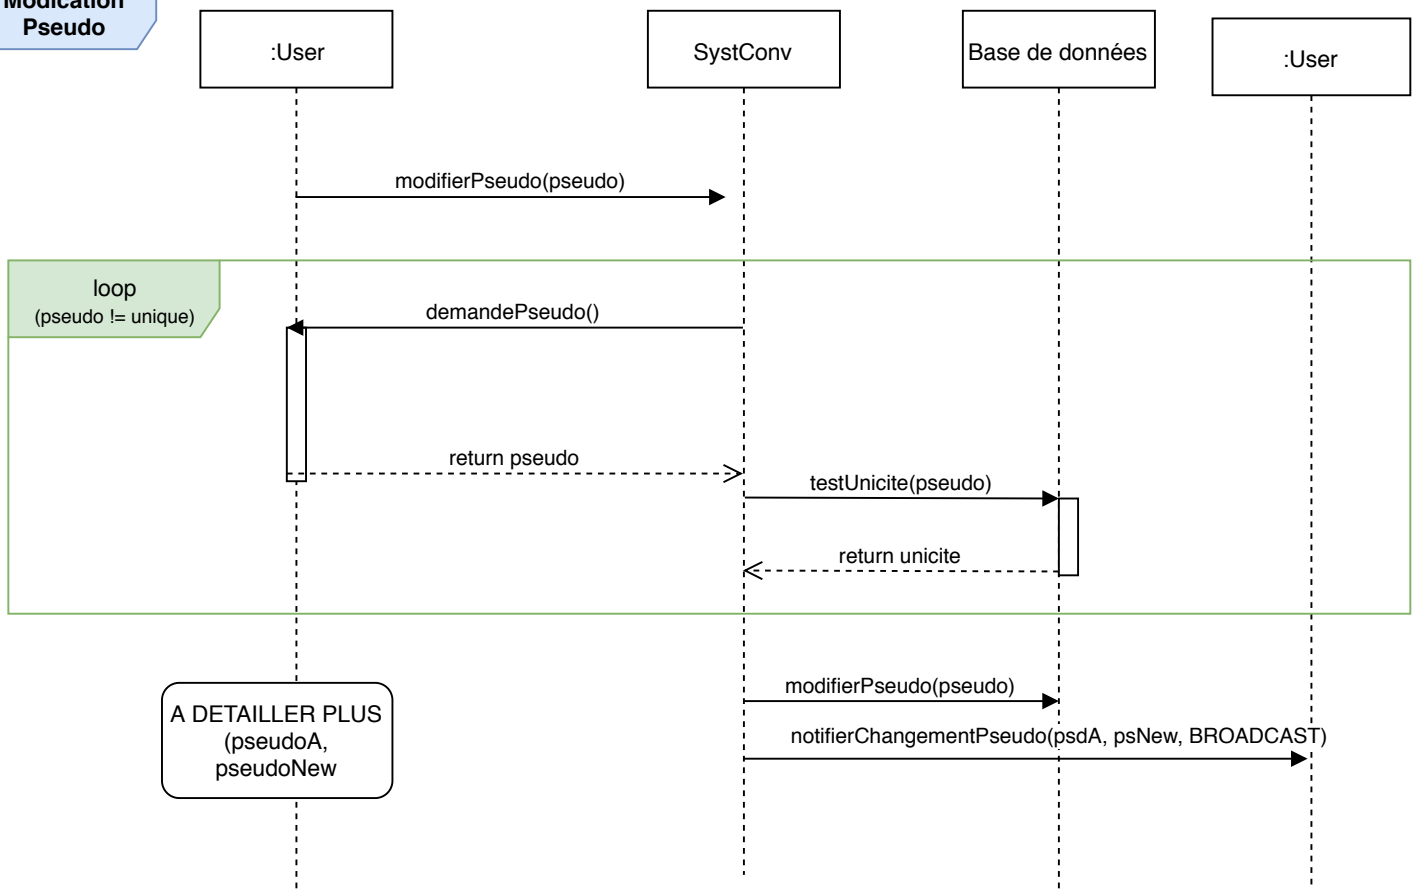 Modication
Pseudo
:User
SystConv
Base de données
:User
modifierPseudo(pseudo)
loop
(pseudo != unique)
demandePseudo()
return pseudo
testUnicite(pseudo)
return unicite
A DETAILLER PLUS
(pseudoA,
pseudoNew
modifierPseudo(pseudo)
notifierChangementPseudo(psdA, psNew, BROADCAST)